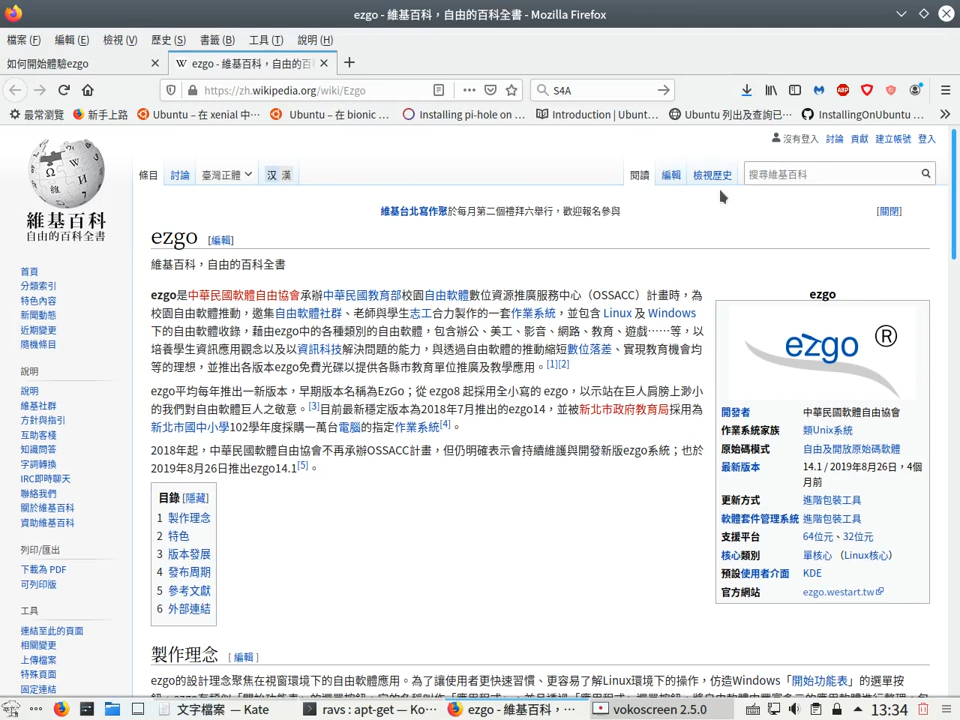 ezgo - 維基百科，自由的百科全書 - Mozilla Firefox
檔案 (F) 編輯 (E) 檢視 (V) 歷史 (S) 書籤 (B) 工具 (T) 說明 (H)
如何開始體驗ezgo
ezgo - 維基百科，自由的百
https://zh.wikipedia.org/wiki/Ezgo
S4A
最常瀏覽 新手上路 Ubuntu – 在 xenial 中… Ubuntu – 在 bionic … Installing pi-hole on … Introduction | Ubunt… Ubuntu 列出及查詢已… InstallingOnUbuntu …
沒有登入 討論 貢獻 建立帳號 登入
條目 討論 臺灣正體 汉 漢 閱讀 編輯 檢視歷史 搜尋維基百科
維基百科
自由的百科全書
維基台北寫作聚於每月第二個禮拜六舉行，歡迎報名參與 [關閉]
ezgo [編輯]
維基百科，自由的百科全書
首頁
分類索引
特色內容
新聞動態
近期變更
隨機條目
說明
說明
維基社群
方針與指引
互助客棧
知識問答
字詞轉換
IRC即時聊天
聯絡我們
關於維基百科
資助維基百科
列印/匯出
下載為 PDF
可列印版
工具
連結至此的頁面
相關變更
上傳檔案
特殊頁面
固定連結
ezgo是中華民國軟體自由協會承辦中華民國教育部校園自由軟體數位資源推廣服務中心（OSSACC）計畫時，為
校園自由軟體推動，邀集自由軟體社群、老師與學生志工合力製作的一套作業系統，並包含 Linux 及 Windows
下的自由軟體收錄，藉由ezgo中的各種類別的自由軟體，包含辦公、美工、影音、網路、教育、遊戲……等，以
培養學生資訊應用觀念以及以資訊科技解決問題的能力，與透過自由軟體的推動縮短數位落差、實現教育機會均
等的理想，並推出各版本ezgo免費光碟以提供各縣市教育單位推廣及教學應用。[1][2]
ezgo平均每年推出一新版本，早期版本名稱為EzGo；從 ezgo8 起採用全小寫的 ezgo，以示站在巨人肩膀上渺小
的我們對自由軟體巨人之敬意。[3]目前最新穩定版本為2018年7月推出的ezgo14，並被新北市政府教育局採用為
新北市國中小學102學年度採購一萬台電腦的指定作業系統[4]。
2018年起，中華民國軟體自由協會不再承辦OSSACC計畫，但仍明確表示會持續維護與開發新版ezgo系統；也於
2019年8月26日推出ezgo14.1[5]。
目錄 [隱藏]
1 製作理念
2 特色
3 版本發展
4 發布周期
5 參考文獻
6 外部連結
ezgo
ezgo ®
開發者 中華民國軟體自由協會
作業系統家族 類Unix系統
原始碼模式 自由及開放原始碼軟體
最新版本 14.1 / 2019年8月26日，4個
月前
更新方式 進階包裝工具
軟體套件管理系統 進階包裝工具
支援平台 64位元、32位元
核心類別 單核心 （Linux核心）
預設使用者介面 KDE
官方網站 ezgo.westart.tw
製作理念 [ 編輯 ]
ezgo的設計理念聚焦在視窗環境下的自由軟體應用。為了讓使用者更快速習慣、更容易了解Linux環境下的操作，仿造Windows「開始功能表」的選單按
文字檔案 — Kate
ravs : apt-get — Ko…
ezgo - 維基百科，自…
vokoscreen 2.5.0
13:34